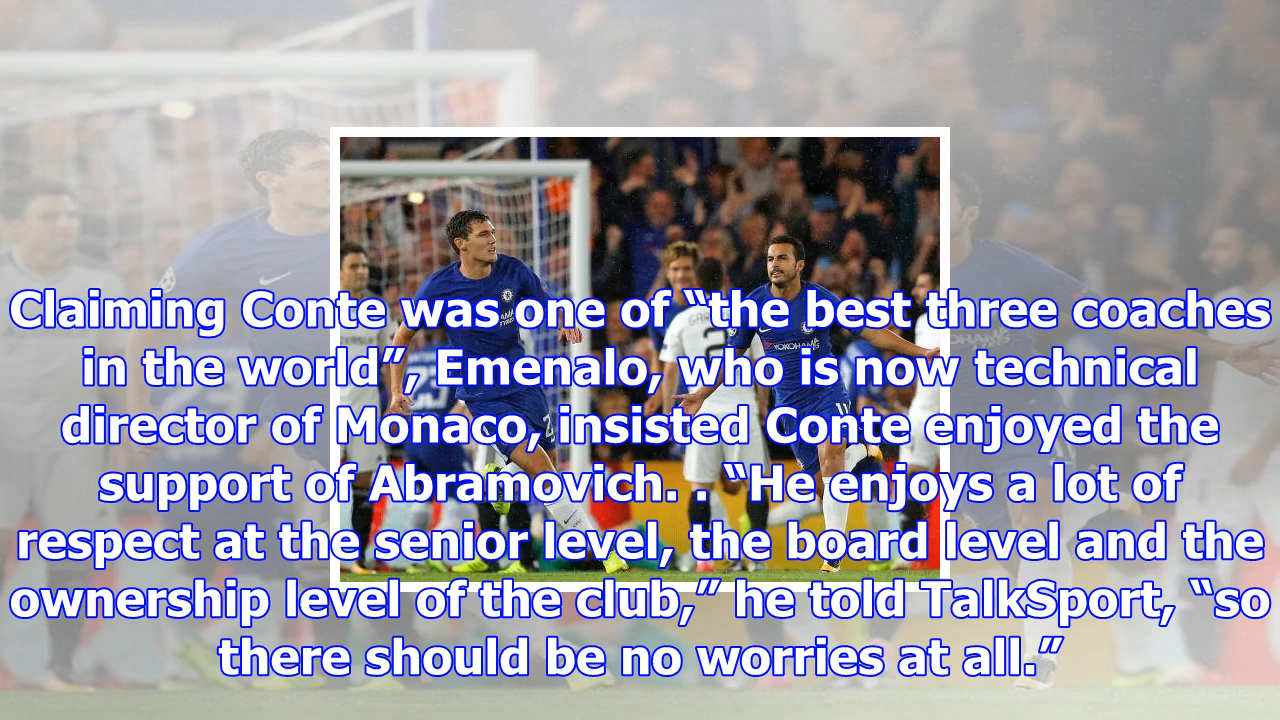 Claiming Conte was one of “the best three coaches
in the world”, Emenalo, who is now technical
director of Monaco, insisted Conte enjoyed the
support of Abramovich. . “He enjoys a lot of
respect at the senior level, the board level and the
ownership level of the club,” he told TalkSport, “so
there should be no worries at all.”
YOKOHAMA